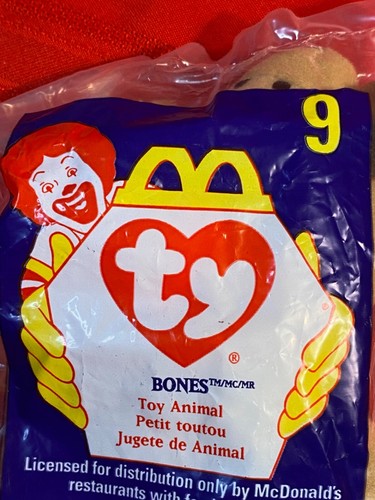 9
ty
®
BONES™/MC/MR
Toy Animal
Petit toutou
Jugete de Animal
Licensed for distribution only by McDonald's
restaurants with